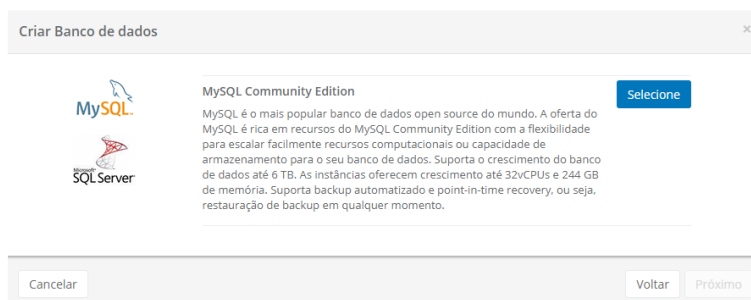 Criar Banco de dados
×
MySQL
Microsoft
SQL Server
MySQL Community Edition
Selecione
MySQL é o mais popular banco de dados open source do mundo. A oferta do
MySQL é rica em recursos do MySQL Community Edition com a flexibilidade
para escalar facilmente recursos computacionais ou capacidade de
armazenamento para o seu banco de dados. Suporta o crescimento do banco
de dados até 6 TB. As instâncias oferecem crescimento até 32vCPUs e 244 GB
de memória. Suporta backup automatizado e point-in-time recovery, ou seja,
restauração de backup em qualquer momento.
Cancelar
Voltar
Próximo